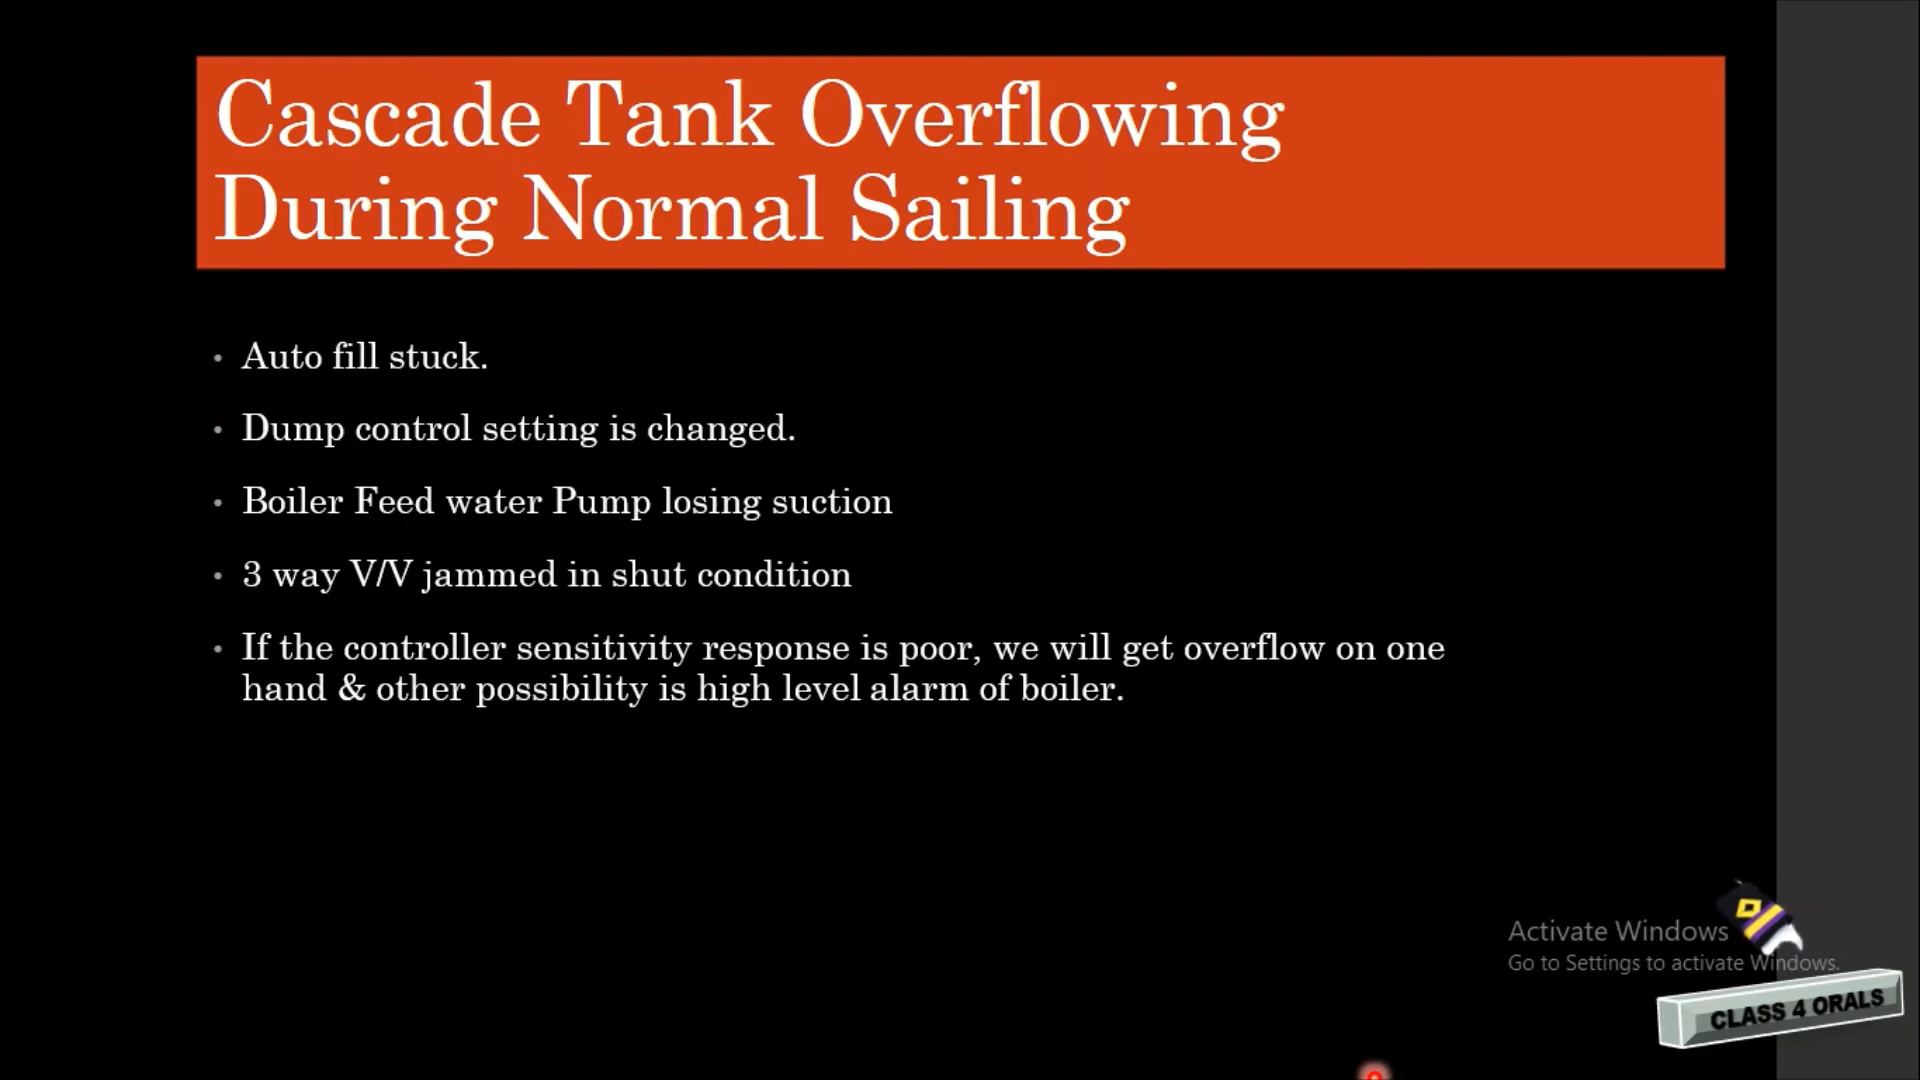 Cascade Tank Overflowing
During Normal Sailing
• Auto fill stuck.
• Dump control setting is changed.
• Boiler Feed water Pump losing suction
• 3 way V/V jammed in shut condition
• If the controller sensitivity response is poor, we will get overflow on one
hand & other possibility is high level alarm of boiler.
Activate Windows
Go to Settings to activate Windows.
CLASS 4 ORALS